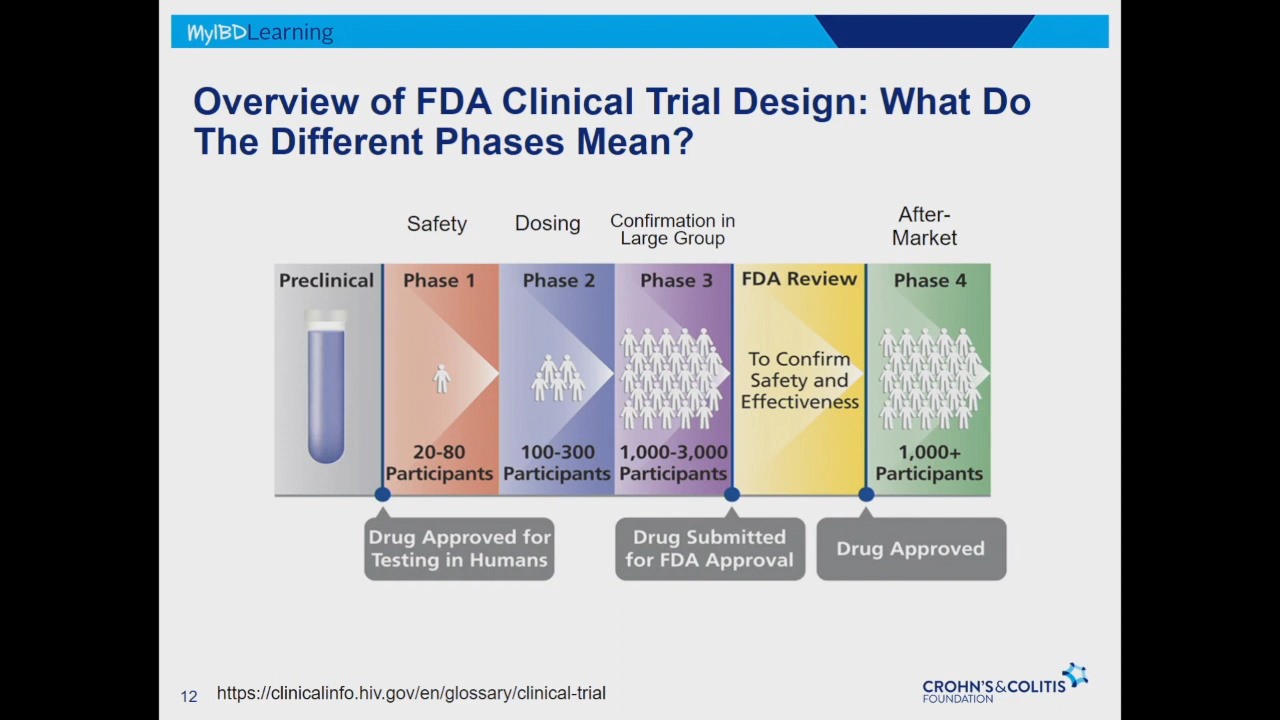 MyIBDLearning
Overview of FDA Clinical Trial Design: What Do
The Different Phases Mean?
Safety
Dosing
Confirmation in
Large Group
After-
Market
Preclinical
Phase 1
Phase 2
Phase 3
FDA Review
Phase 4
To Confirm
Safety and
Effectiveness
20-80
Participants
100-300
Participants
1,000-3,000
Participants
1,000+
Participants
Drug Approved for
Testing in Humans
Drug Submitted
for FDA Approval
Drug Approved
12
https://clinicalinfo.hiv.gov/en/glossary/clinical-trial
CROHN'S&COLITIS
FOUNDATION